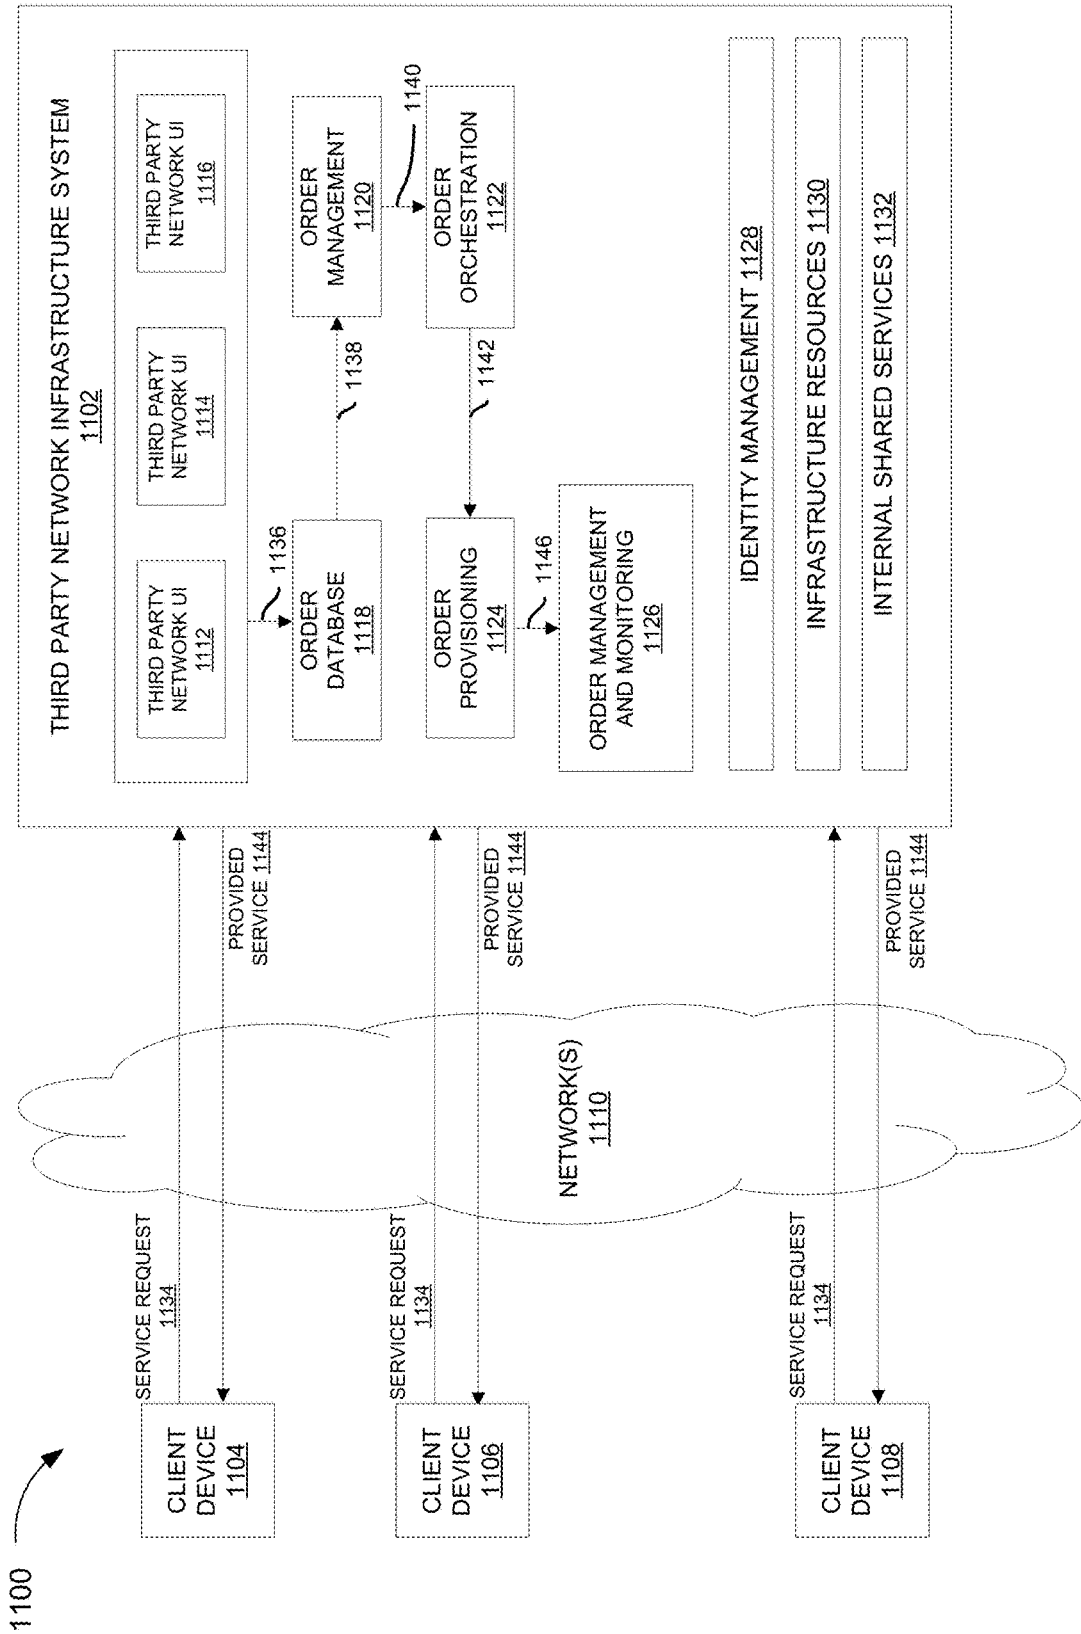 1100
THIRD PARTY NETWORK INFRASTRUCTURE SYSTEM
1102
THIRD PARTY
NETWORK UI
1112
THIRD PARTY
NETWORK UI
1114
THIRD PARTY
NETWORK UI
1116
1136
ORDER
DATABASE
1118
1138
ORDER
MANAGEMENT
1120
1140
ORDER
PROVISIONING
1124
1142
ORDER
ORCHESTRATION
1122
1146
ORDER MANAGEMENT
AND MONITORING
1126
IDENTITY MANAGEMENT 1128
INFRASTRUCTURE RESOURCES 1130
INTERNAL SHARED SERVICES 1132
CLIENT
DEVICE
1104
SERVICE REQUEST
1134
PROVIDED
SERVICE 1144
CLIENT
DEVICE
1106
SERVICE REQUEST
1134
PROVIDED
SERVICE 1144
NETWORK(S)
1110
CLIENT
DEVICE
1108
SERVICE REQUEST
1134
PROVIDED
SERVICE 1144